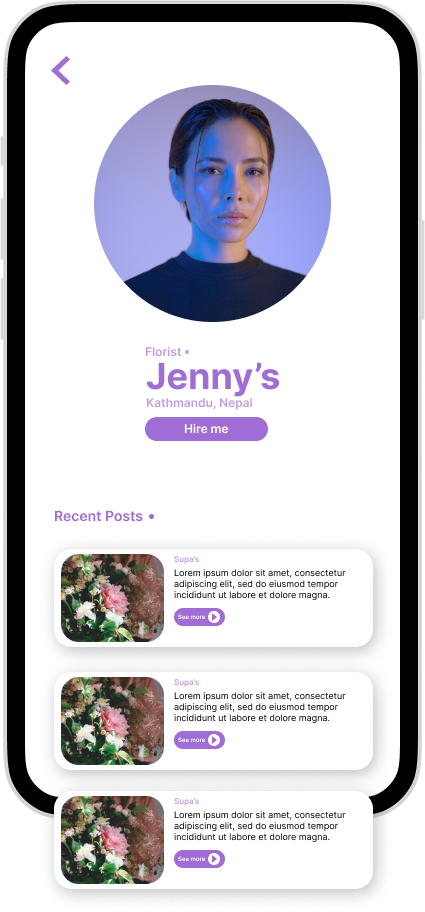 Florist •
Jenny’s
Kathmandu, Nepal
Hire me
Recent Posts •
Supa's
Lorem ipsum dolor sit amet, consectetur
adipiscing elit, sed do eiusmod tempor
incididunt ut labore et dolore magna.
See more
Supa's
Lorem ipsum dolor sit amet, consectetur
adipiscing elit, sed do eiusmod tempor
incididunt ut labore et dolore magna.
See more
Supa's
Lorem ipsum dolor sit amet, consectetur
adipiscing elit, sed do eiusmod tempor
incididunt ut labore et dolore magna.
See more